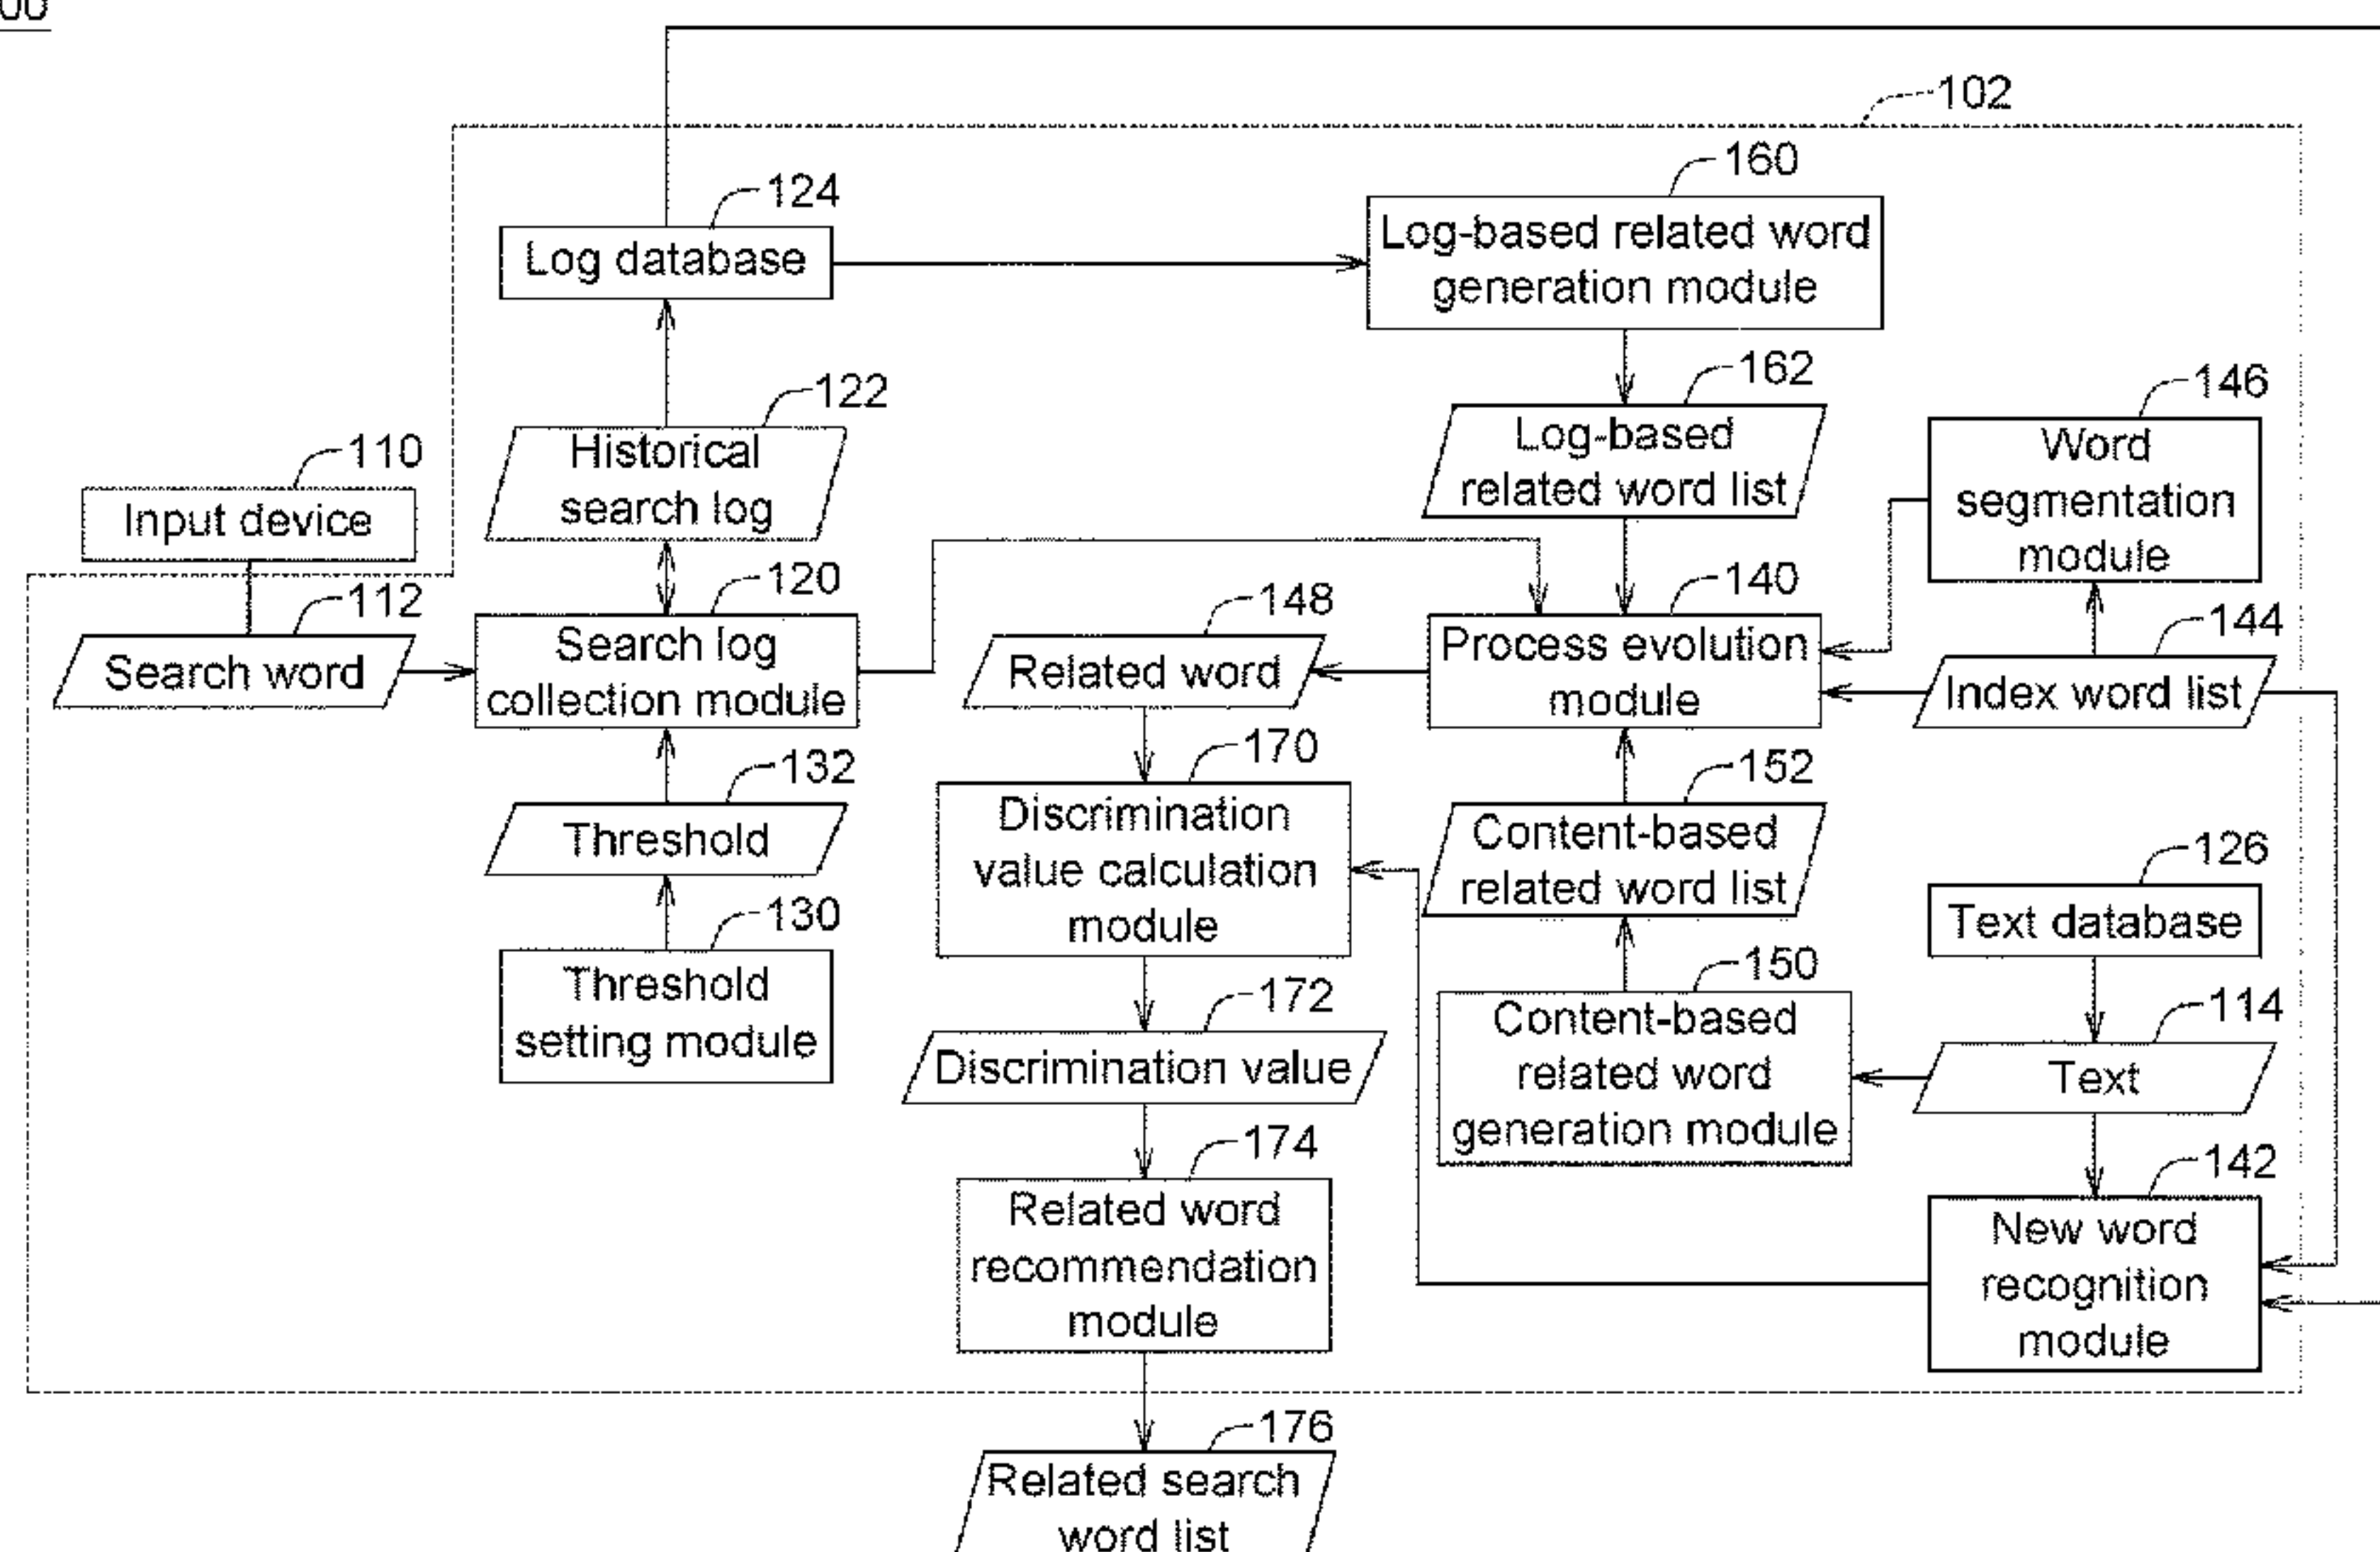 102
160
124
Log-based related word
generation module
Log database
162
146
122
Log-based
related word list
Word
segmentation
module
Historical
search log
110
Input device
120
140
148
144
112
Search log
collection module
Process evolution
module
Related word
Search word
Index word list
170
132
152
Discrimination
value calculation
module
Threshold
Content-based
related word list
126
Text database
130
Threshold
setting module
150
172
114
Content-based
related word
generation module
Discrimination value
Text
174
142
Related word
recommendation
module
New word
recognition
module
176
Related search
word list